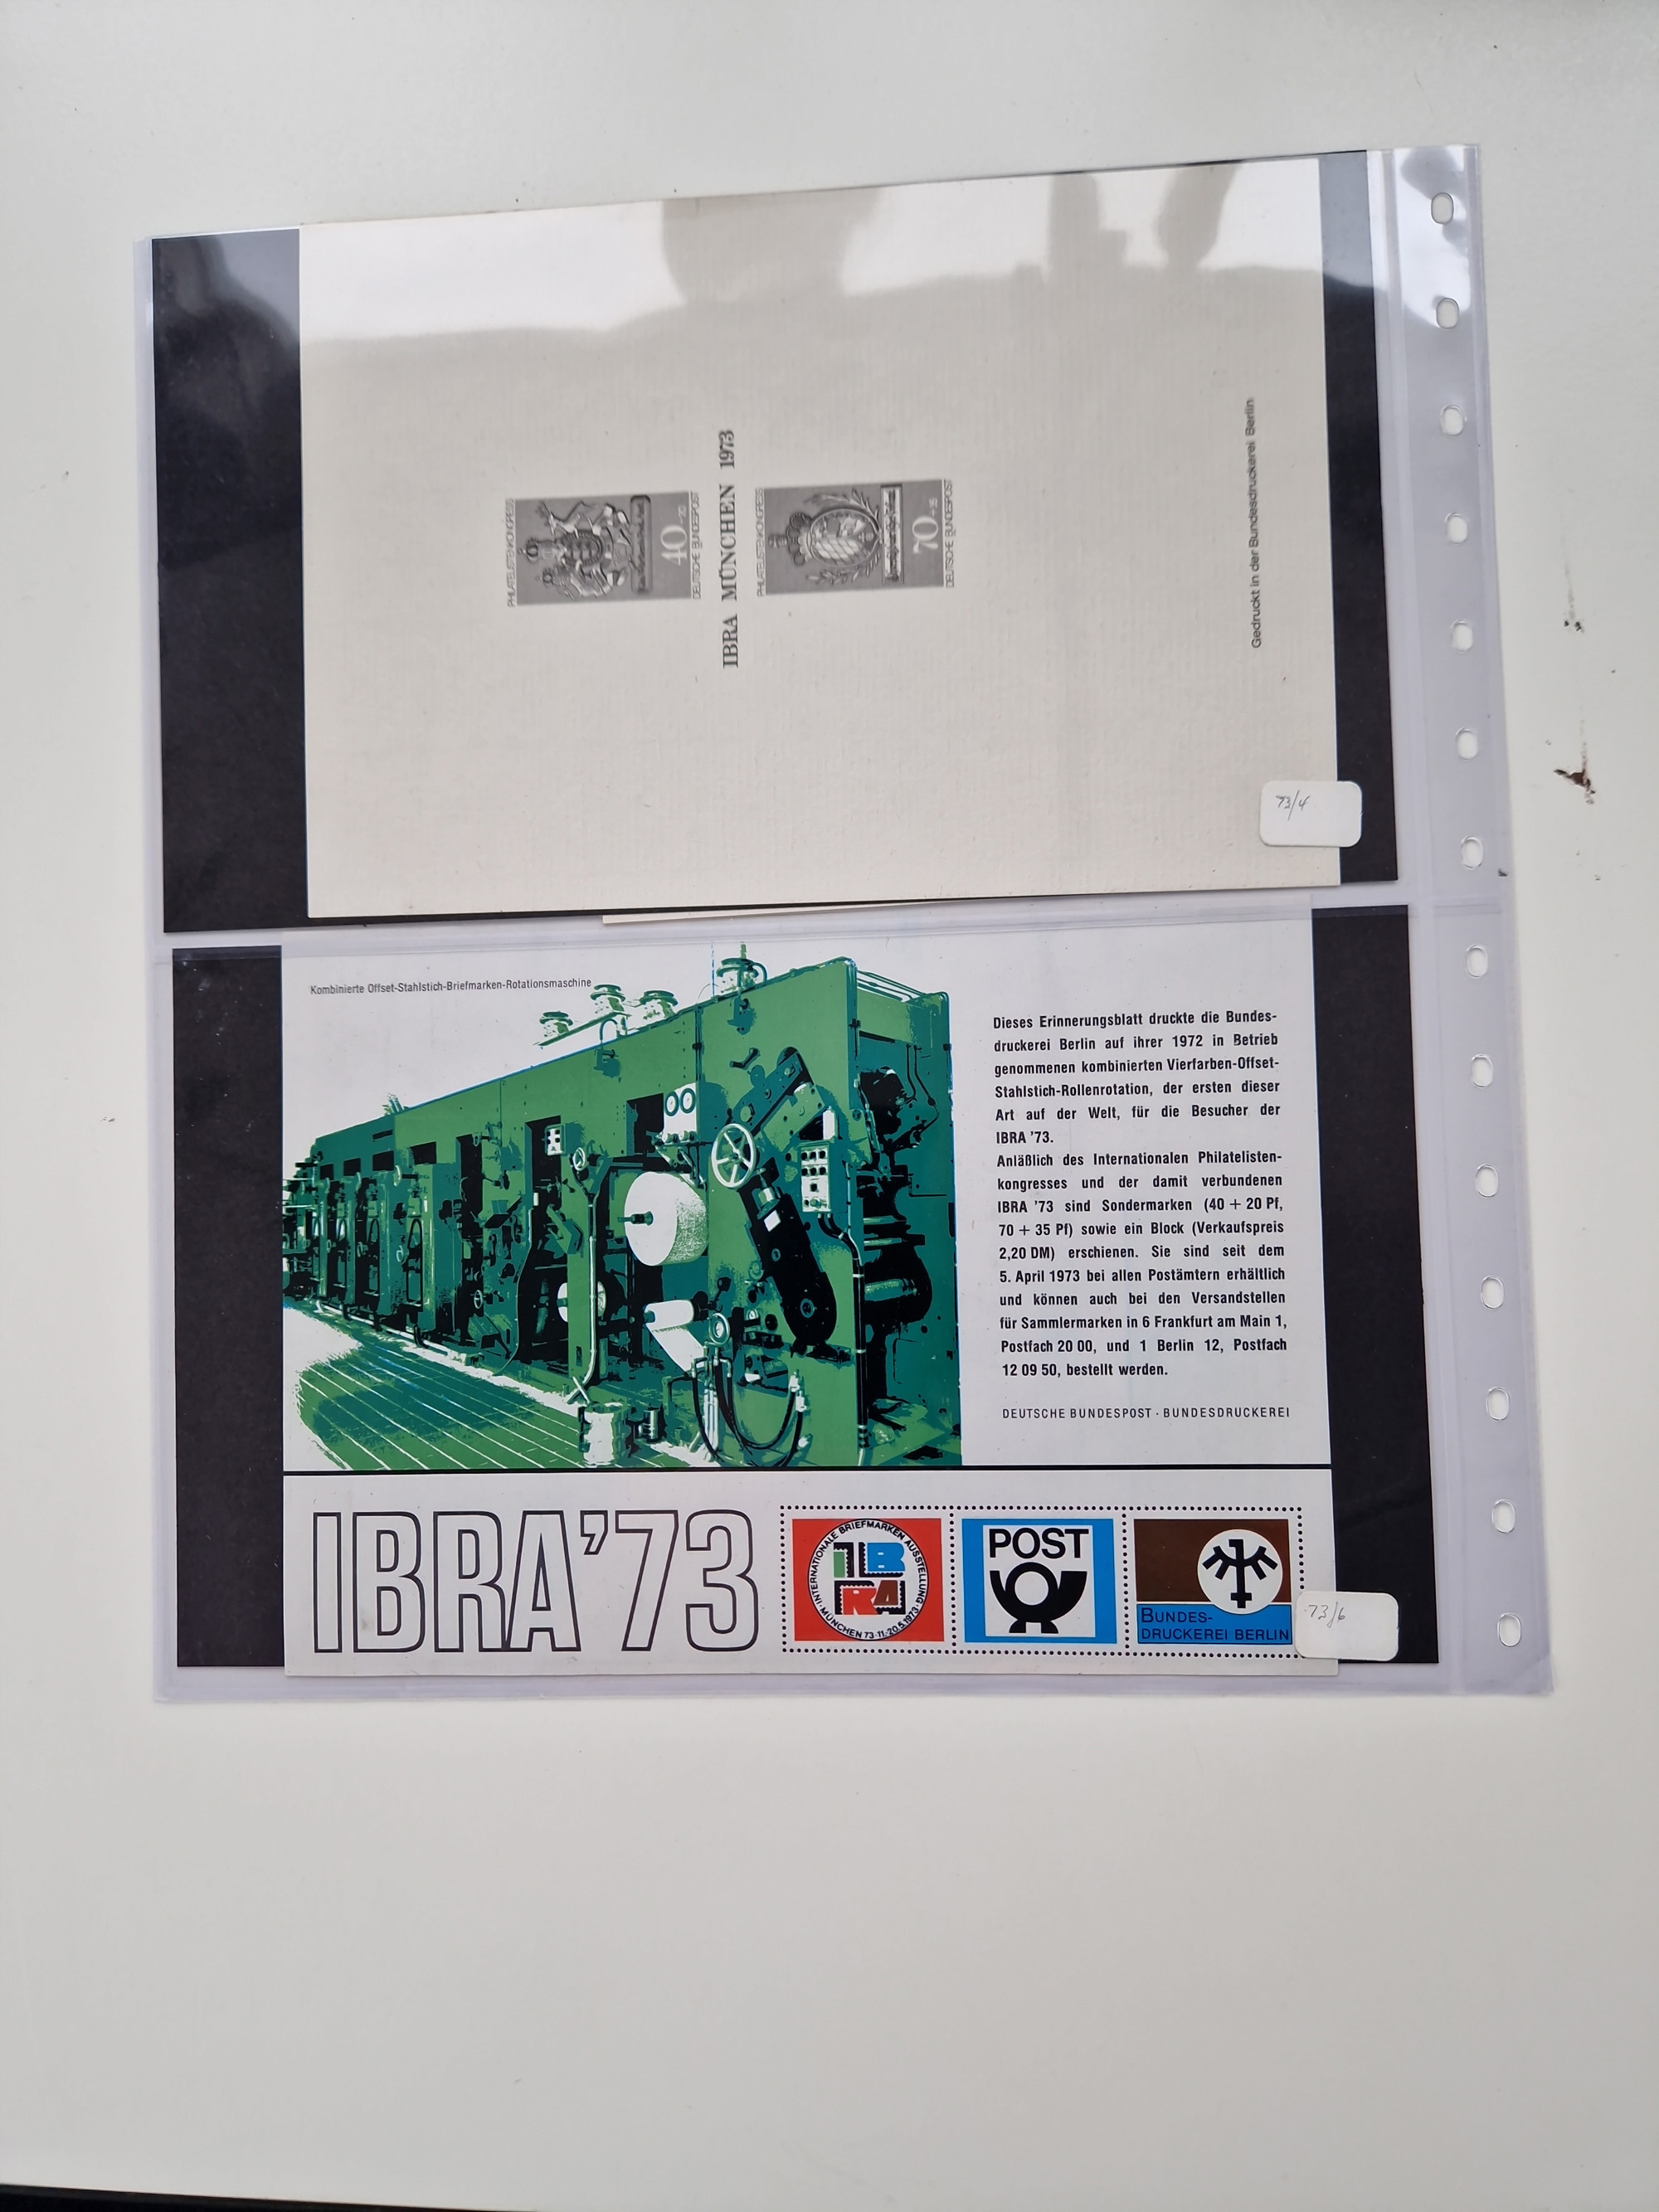 PHILATELISTENKONGRESS
40 +20
DEUTSCHE BUNDESPOST
IBRA MÜNCHEN 1973
PHILATELISTENKONGRESS
70 +35
DEUTSCHE BUNDESPOST
Gedruckt in der Bundesdruckerei Berlin
73/4
Kombinierte Offset-Stahlstich-Briefmarken-Rotationsmaschine
Dieses Erinnerungsblatt druckte die Bundes-
druckerei Berlin auf ihrer 1972 in Betrieb
genommenen kombinierten Vierfarben-Offset-
Stahlstich-Rollenrotation, der ersten dieser
Art auf der Welt, für die Besucher der
IBRA '73.
Anläßlich des Internationalen Philatelisten-
kongresses und der damit verbundenen
IBRA '73 sind Sondermarken (40 + 20 Pf,
70 + 35 Pf) sowie ein Block (Verkaufspreis
2,20 DM) erschienen. Sie sind seit dem
5. April 1973 bei allen Postämtern erhältlich
und können auch bei den Versandstellen
für Sammlermarken in 6 Frankfurt am Main 1,
Postfach 20 00, und 1 Berlin 12, Postfach
12 09 50, bestellt werden.
DEUTSCHE BUNDESPOST · BUNDESDRUCKEREI
IBRA'73
INTERNATIONALE BRIEFMARKEN AUSSTELLUNG
IB
RA
MÜNCHEN 73·11.-20.5.1973
POST
BUNDES-
DRUCKEREI BERLIN
73/6